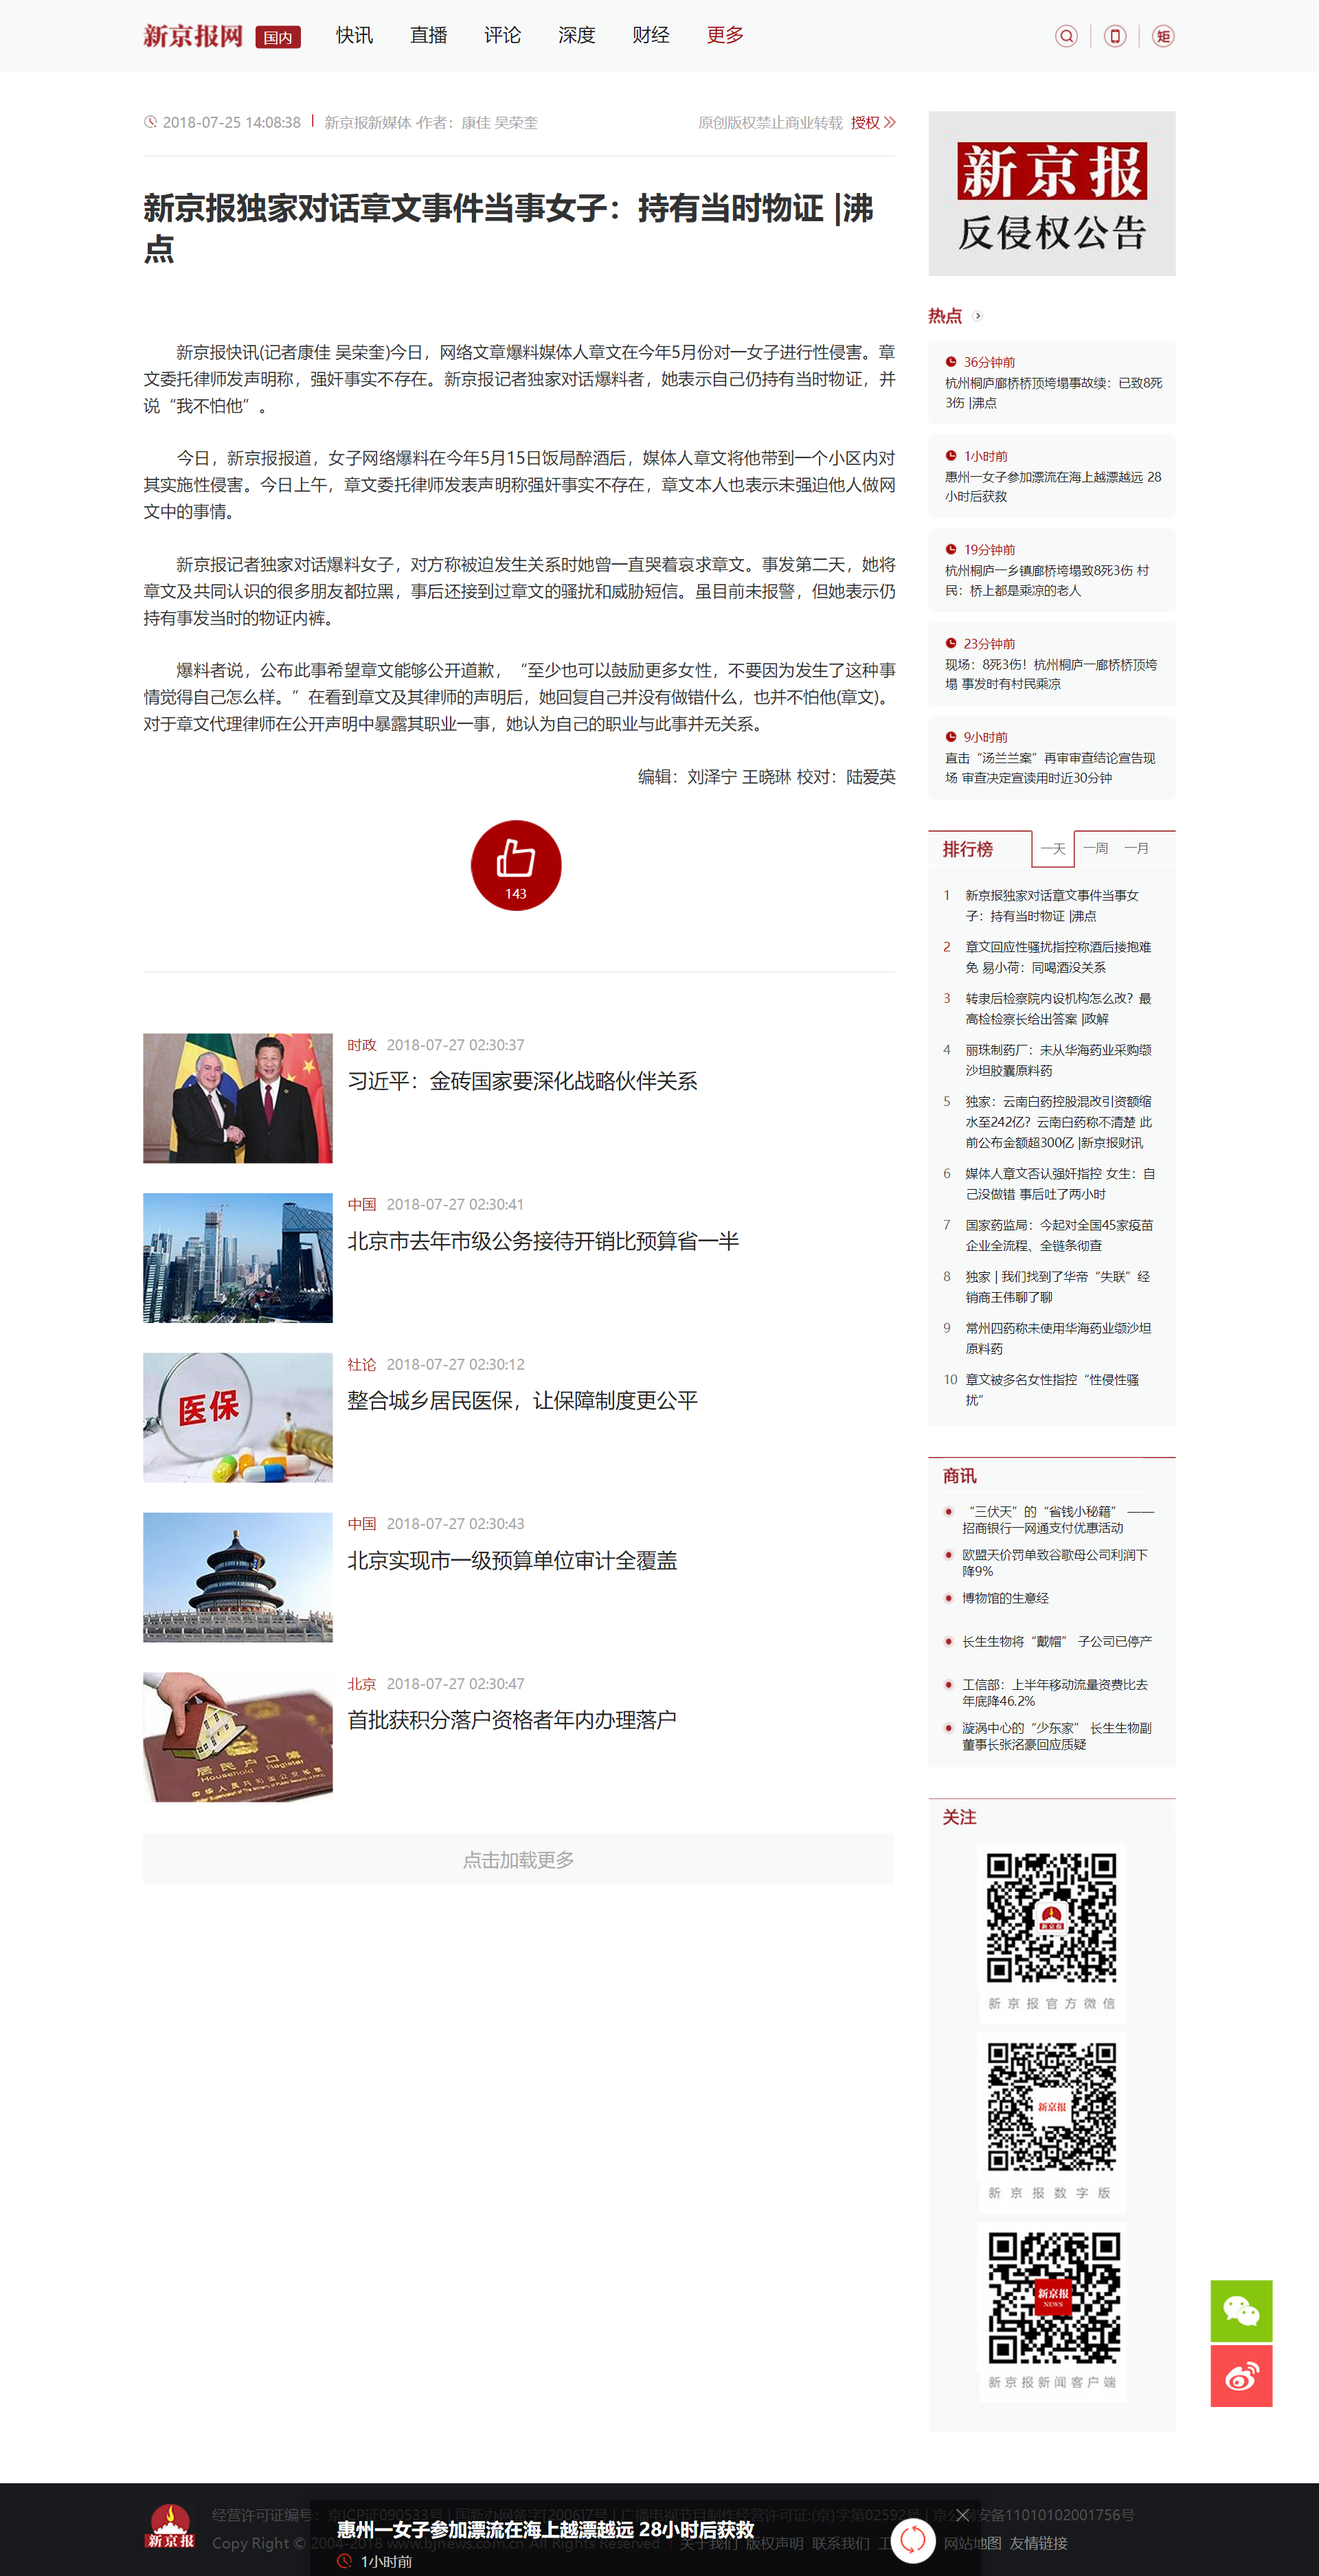 新京报网 国内 快讯 直播 评论 深度 财经 更多
矩
2018-07-25 14:08:38 新京报新媒体 作者：康佳 吴荣奎 原创版权禁止商业转载 授权
新京报独家对话章文事件当事女子：持有当时物证 |沸
点
新京报快讯(记者康佳 吴荣奎)今日，网络文章爆料媒体人章文在今年5月份对一女子进行性侵害。章
文委托律师发声明称，强奸事实不存在。新京报记者独家对话爆料者，她表示自己仍持有当时物证，并
说“我不怕他”。
今日，新京报报道，女子网络爆料在今年5月15日饭局醉酒后，媒体人章文将他带到一个小区内对
其实施性侵害。今日上午，章文委托律师发表声明称强奸事实不存在，章文本人也表示未强迫他人做网
文中的事情。
新京报记者独家对话爆料女子，对方称被迫发生关系时她曾一直哭着哀求章文。事发第二天，她将
章文及共同认识的很多朋友都拉黑，事后还接到过章文的骚扰和威胁短信。虽目前未报警，但她表示仍
持有事发当时的物证内裤。
爆料者说，公布此事希望章文能够公开道歉，“至少也可以鼓励更多女性，不要因为发生了这种事
情觉得自己怎么样。”在看到章文及其律师的声明后，她回复自己并没有做错什么，也并不怕他(章文)。
对于章文代理律师在公开声明中暴露其职业一事，她认为自己的职业与此事并无关系。
编辑：刘泽宁 王晓琳 校对：陆爱英
143
时政 2018-07-27 02:30:37
习近平：金砖国家要深化战略伙伴关系
中国 2018-07-27 02:30:41
北京市去年市级公务接待开销比预算省一半
医保
社论 2018-07-27 02:30:12
整合城乡居民医保，让保障制度更公平
中国 2018-07-27 02:30:43
北京实现市一级预算单位审计全覆盖
居民户口簿
Household Register
北京 2018-07-27 02:30:47
首批获积分落户资格者年内办理落户
点击加载更多
新京报
反侵权公告
热点
36分钟前
杭州桐庐廊桥桥顶垮塌事故续：已致8死
3伤 |沸点
1小时前
惠州一女子参加漂流在海上越漂越远 28
小时后获救
19分钟前
杭州桐庐一乡镇廊桥垮塌致8死3伤 村
民：桥上都是乘凉的老人
23分钟前
现场：8死3伤！杭州桐庐一廊桥桥顶垮
塌 事发时有村民乘凉
9小时前
直击“汤兰兰案”再审审查结论宣告现
场 审查决定宣读用时近30分钟
排行榜 一天 一周 一月
1 新京报独家对话章文事件当事女
子：持有当时物证 |沸点
2 章文回应性骚扰指控称酒后搂抱难
免 易小荷：同喝酒没关系
3 转隶后检察院内设机构怎么改？最
高检检察长给出答案 |政解
4 丽珠制药厂：未从华海药业采购缬
沙坦胶囊原料药
5 独家：云南白药控股混改引资额缩
水至242亿？云南白药称不清楚 此
前公布金额超300亿 |新京报财讯
6 媒体人章文否认强奸指控 女生：自
己没做错 事后吐了两小时
7 国家药监局：今起对全国45家疫苗
企业全流程、全链条彻查
8 独家 | 我们找到了华帝“失联”经
销商王伟聊了聊
9 常州四药称未使用华海药业缬沙坦
原料药
10 章文被多名女性指控“性侵性骚
扰”
商讯
“三伏天”的“省钱小秘籍” ——
招商银行一网通支付优惠活动
欧盟天价罚单致谷歌母公司利润下
降9%
博物馆的生意经
长生生物将“戴帽” 子公司已停产
工信部：上半年移动流量资费比去
年底降46.2%
漩涡中心的“少东家” 长生生物副
董事长张洺豪回应质疑
关注
新京报
新京报官方微信
新京报
新京报数字版
新京报
NEWS
新京报新闻客户端
新京报
经营许可证编号：京ICP证090533号 | 国新办网备字[2006]7号 | 广播电视节目制作经营许可证:(京)字第02592号 | 京公网安备11010102001756号
Copy Right © 2004-2018 www.bjnews.com.cn All Rights Reserved | 关于我们 版权声明 联系我们 网站地图 友情链接
惠州一女子参加漂流在海上越漂越远 28小时后获救
1小时前